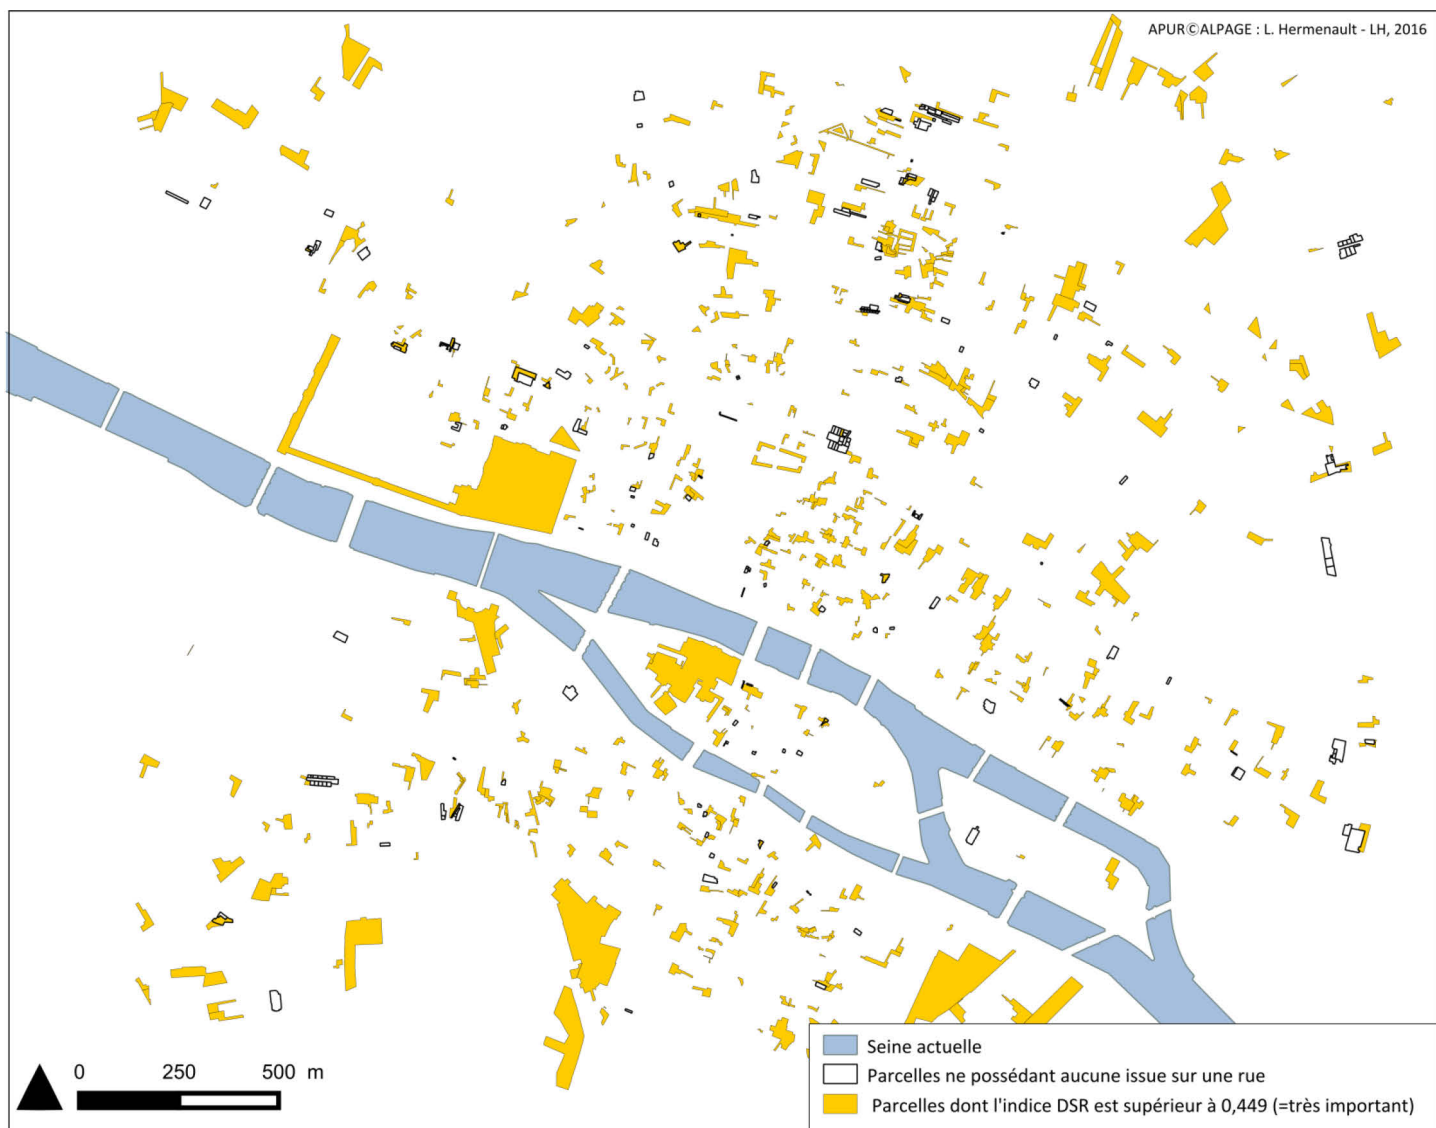 APUR©ALPAGE : L. Hermenault - LH, 2016
0 250 500 m
Seine actuelle
Parcelles ne possédant aucune issue sur une rue
Parcelles dont l'indice DSR est supérieur à 0,449 (=très important)